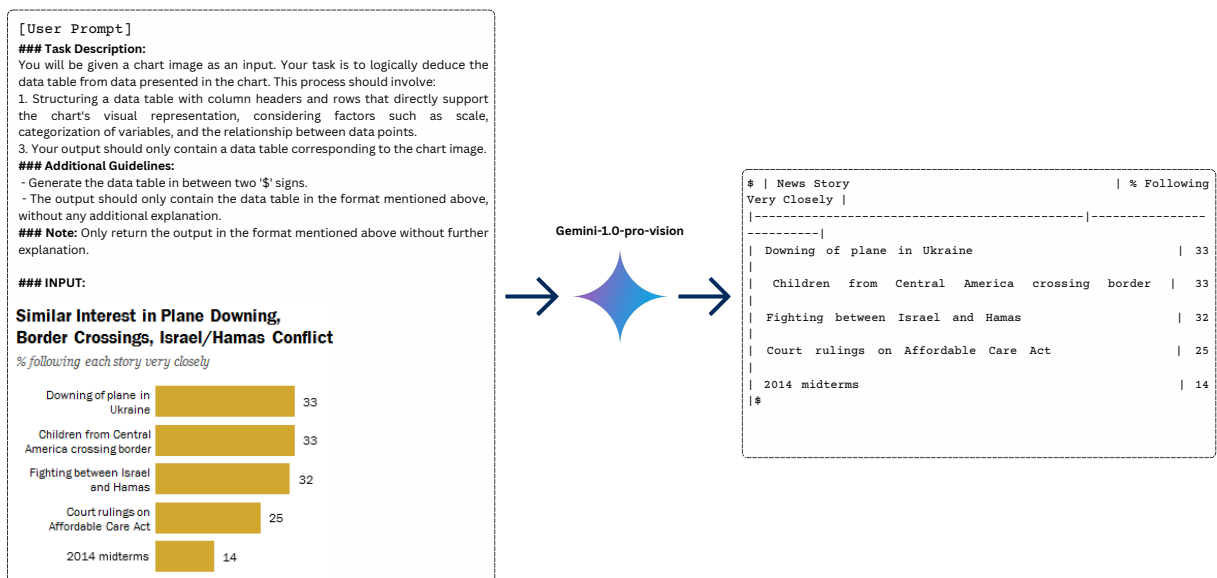 [User Prompt]
### Task Description:
You will be given a chart image as an input. Your task is to logically deduce the
data table from data presented in the chart. This process should involve:
1. Structuring a data table with column headers and rows that directly support
the chart's visual representation, considering factors such as scale,
categorization of variables, and the relationship between data points.
3. Your output should only contain a data table corresponding to the chart image.
### Additional Guidelines:
- Generate the data table in between two '$' signs.
- The output should only contain the data table in the format mentioned above,
without any additional explanation.
### Note: Only return the output in the format mentioned above without further
explanation.
### INPUT:
Similar Interest in Plane Downing,
Border Crossings, Israel/Hamas Conflict
% following each story very closely
Downing of plane in
Ukraine
33
Children from Central
America crossing border
33
Fighting between Israel
and Hamas
32
Court rulings on
Affordable Care Act
25
2014 midterms
14
Gemini-1.0-pro-vision
$ | News Story | % Following
Very Closely |
|--------------------------------------------|----------------
----------|
| Downing of plane in Ukraine | 33
|
| Children from Central America crossing border | 33
|
| Fighting between Israel and Hamas | 32
|
| Court rulings on Affordable Care Act | 25
|
| 2014 midterms | 14
|$